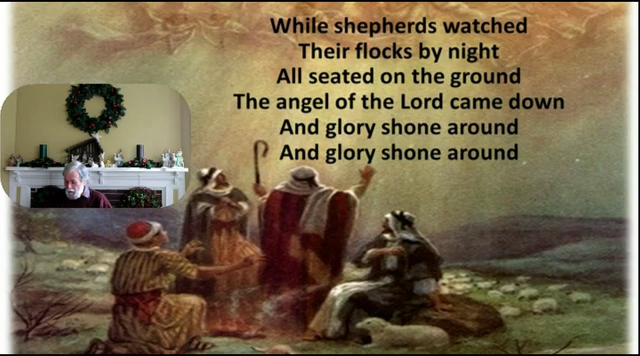 While shepherds watched
Their flocks by night
All seated on the ground
The angel of the Lord came down
And glory shone around
And glory shone around